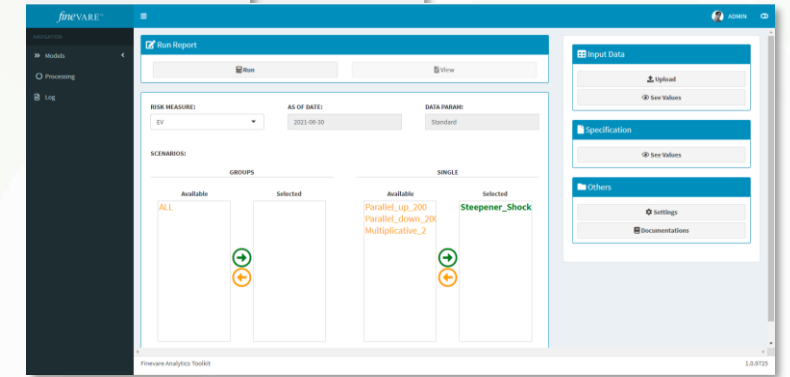 fineVARE™
ADMIN
NAVIGATION
Models
Processing
Log
Run Report
Run
View
RISK MEASURE:
AS OF DATE:
DATA PARAM:
EV
2021-06-30
Standard
SCENARIOS:
GROUPS
SINGLE
Available
Selected
Available
Selected
ALL
Parallel_up_200
Steepener_Shock
Parallel_down_200
Multiplicative_2
Input Data
Upload
See Values
Specification
See Values
Others
Settings
Documentations
Finevare Analytics Toolkit
1.0.9725